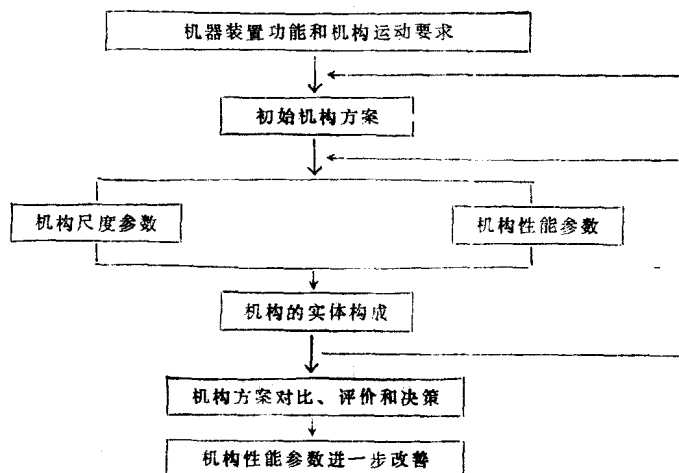 机器装置功能和机构运动要求
初始机构方案
机构尺度参数
机构性能参数
机构的实体构成
机构方案对比、评价和决策
机构性能参数进一步改善